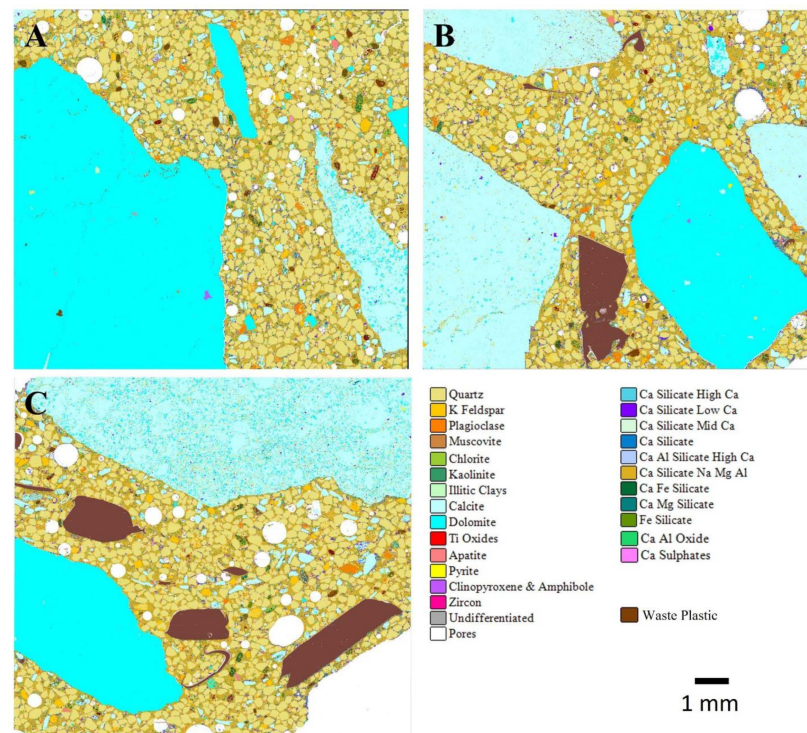 A
B
C
Quartz
K Feldspar
Plagioclase
Muscovite
Chlorite
Kaolinite
Illitic Clays
Calcite
Dolomite
Ti Oxides
Apatite
Pyrite
Clinopyroxene & Amphibole
Zircon
Undifferentiated
Pores
Ca Silicate High Ca
Ca Silicate Low Ca
Ca Silicate Mid Ca
Ca Silicate
Ca Al Silicate High Ca
Ca Silicate Na Mg Al
Ca Fe Silicate
Ca Mg Silicate
Fe Silicate
Ca Al Oxide
Ca Sulphates
Waste Plastic
1 mm